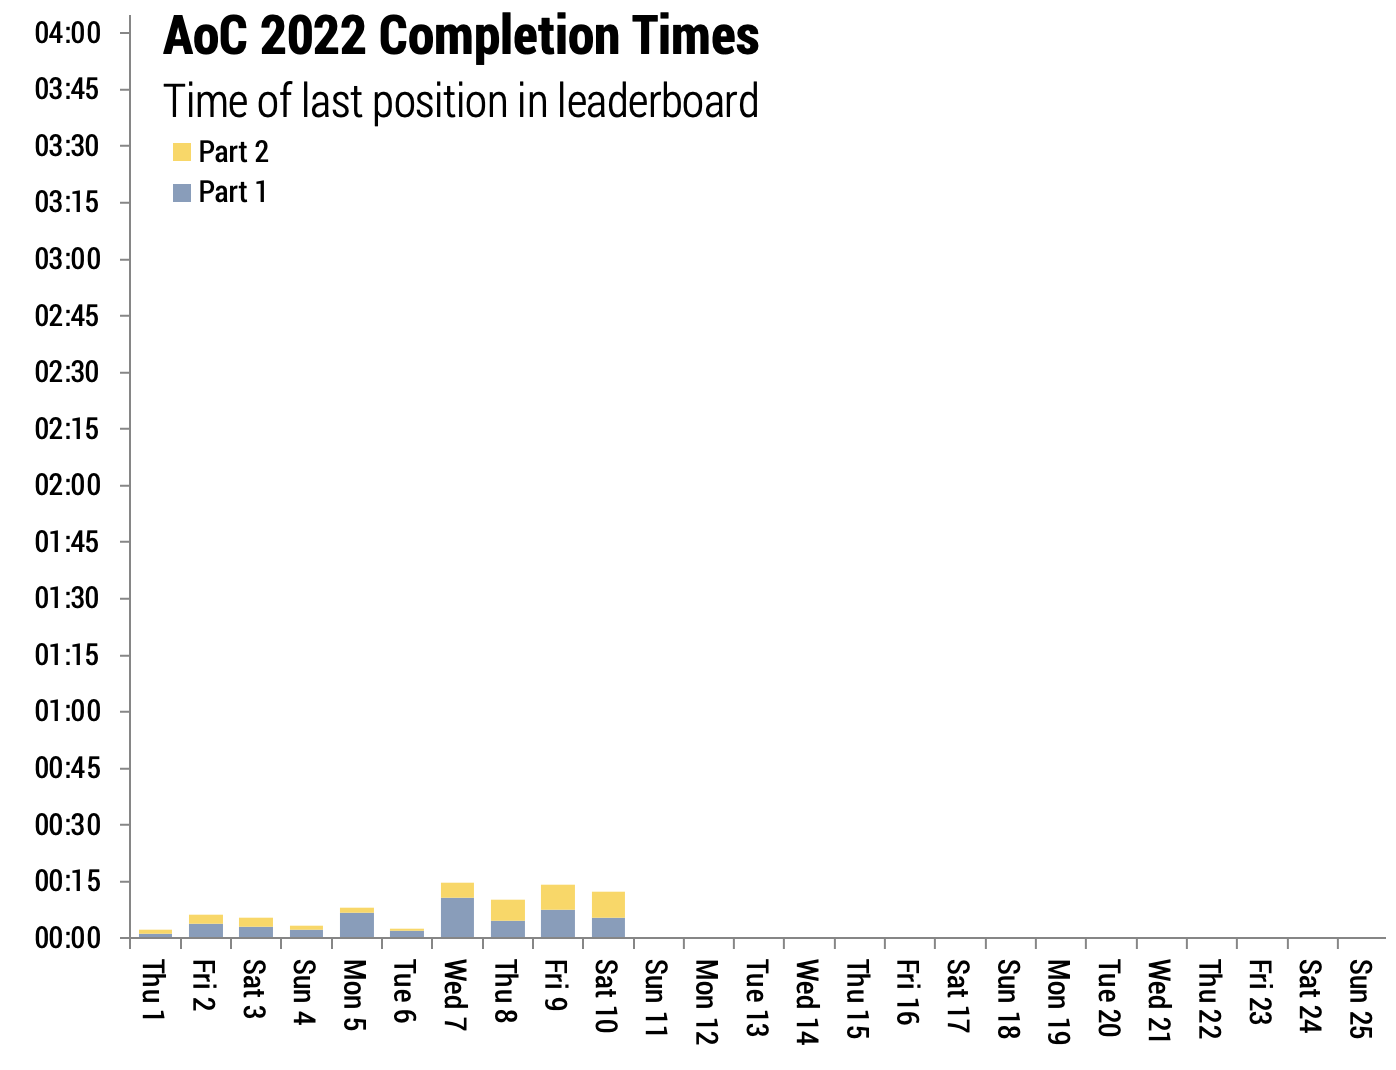 AoC 2022 Completion Times
Time of last position in leaderboard
Part 2
Part 1
04:00
03:45
03:30
03:15
03:00
02:45
02:30
02:15
02:00
01:45
01:30
01:15
01:00
00:45
00:30
00:15
00:00
Thu 1
Fri 2
Sat 3
Sun 4
Mon 5
Tue 6
Wed 7
Thu 8
Fri 9
Sat 10
Sun 11
Mon 12
Tue 13
Wed 14
Thu 15
Fri 16
Sat 17
Sun 18
Mon 19
Tue 20
Wed 21
Thu 22
Fri 23
Sat 24
Sun 25